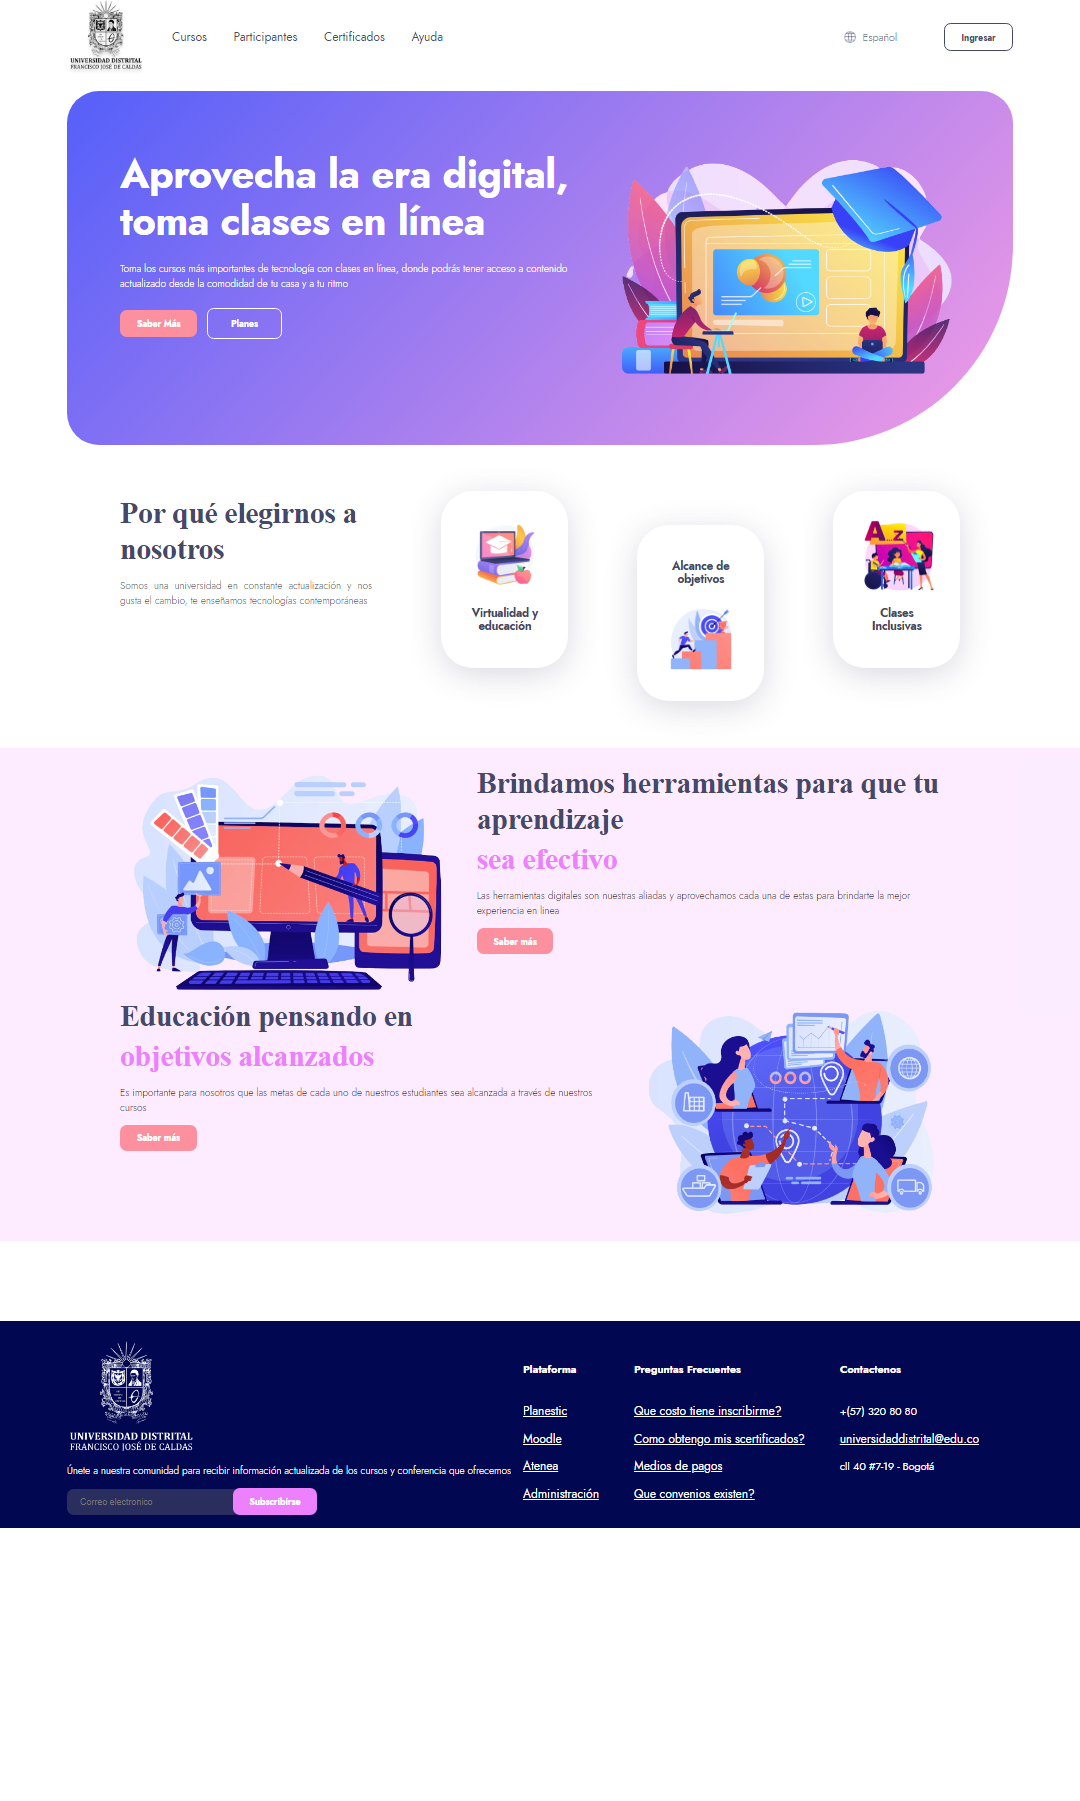 UNIVERSIDAD DISTRITAL
FRANCISCO JOSÉ DE CALDAS
Cursos
Participantes
Certificados
Ayuda
Español
Ingresar
Aprovecha la era digital,
toma clases en línea
Toma los cursos más importantes de tecnología con clases en línea, donde podrás tener acceso a contenido
actualizado desde la comodidad de tu casa y a tu ritmo
Saber Más
Planes
Por qué elegirnos a
nosotros
Somos una universidad en constante actualización y nos
gusta el cambio, te enseñamos tecnologías contemporáneas
Virtualidad y
educación
Alcance de
objetivos
A...z
Clases
Inclusivas
Brindamos herramientas para que tu
aprendizaje
sea efectivo
Las herramientas digitales son nuestras aliadas y aprovechamos cada una de estas para brindarte la mejor
experiencia en linea
Saber más
Educación pensando en
objetivos alcanzados
Es importante para nosotros que las metas de cada uno de nuestros estudiantes sea alcanzada a través de nuestros
cursos
Saber más
UNIVERSIDAD DISTRITAL
FRANCISCO JOSÉ DE CALDAS
Únete a nuestra comunidad para recibir información actualizada de los cursos y conferencia que ofrecemos
Correo electronico
Subscribirse
Plataforma
Planestic
Moodle
Atenea
Administración
Preguntas Frecuentes
Que costo tiene inscribirme?
Como obtengo mis scertificados?
Medios de pagos
Que convenios existen?
Contactenos
+(57) 320 80 80
universidaddistrital@edu.co
cll 40 #7-19 - Bogotá